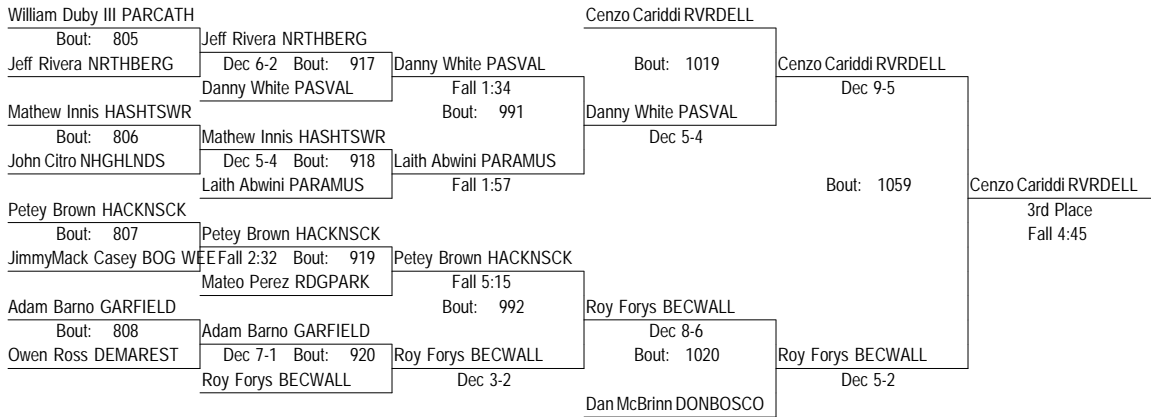 William Duby III PARCATH
Bout: 805
Jeff Rivera NRTHBERG
Mathew Innis HASHTSWR
Bout: 806
John Citro NHGHLNDS
Petey Brown HACKNSCK
Bout: 807
JimmyMack Casey BOG WEE
Adam Barno GARFIELD
Bout: 808
Owen Ross DEMAREST
Jeff Rivera NRTHBERG
Dec 6-2 Bout: 917
Danny White PASVAL
Mathew Innis HASHTSWR
Dec 5-4 Bout: 918
Laith Abwini PARAMUS
Petey Brown HACKNSCK
Fall 2:32 Bout: 919
Mateo Perez RDGPARK
Adam Barno GARFIELD
Dec 7-1 Bout: 920
Roy Forys BECWALL
Danny White PASVAL
Fall 1:34
Bout: 991
Laith Abwini PARAMUS
Fall 1:57
Petey Brown HACKNSCK
Fall 5:15
Bout: 992
Roy Forys BECWALL
Dec 3-2
Cenzo Cariddi RVRDELL
Bout: 1019
Danny White PASVAL
Dec 5-4
Roy Forys BECWALL
Dec 8-6
Bout: 1020
Dan McBrinn DONBOSCO
Cenzo Cariddi RVRDELL
Dec 9-5
Bout: 1059
Roy Forys BECWALL
Dec 5-2
Cenzo Cariddi RVRDELL
3rd Place
Fall 4:45